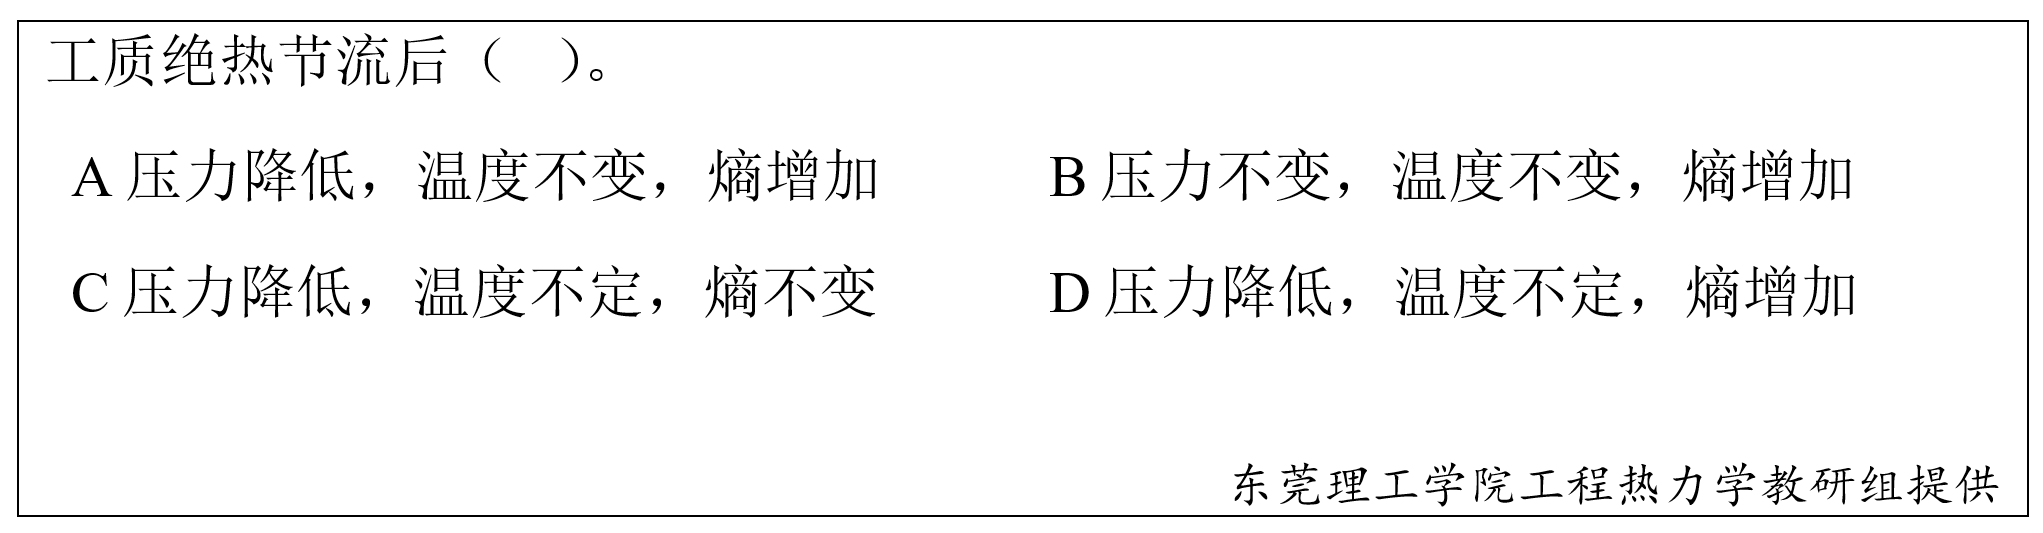 工质绝热节流后（ ）。
A 压力降低，温度不变，熵增加 B 压力不变，温度不变，熵增加
C 压力降低，温度不定，熵不变 D 压力降低，温度不定，熵增加
东莞理工学院工程热力学教研组提供